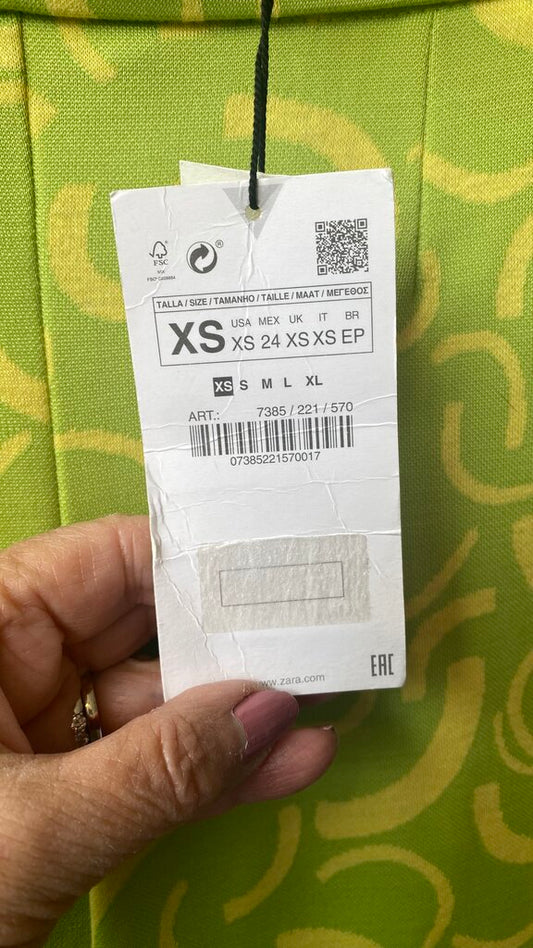 FSC
®
TALLA / SIZE / TAMANHO / TAILLE / MAAT / ΜΕΓΕΘΟΣ
XS
USA MEX UK IT BR
XS 24 XS XS EP
XS S M L XL
ART.: 7385 / 221 / 570
07385221570017
www.zara.com
EAC